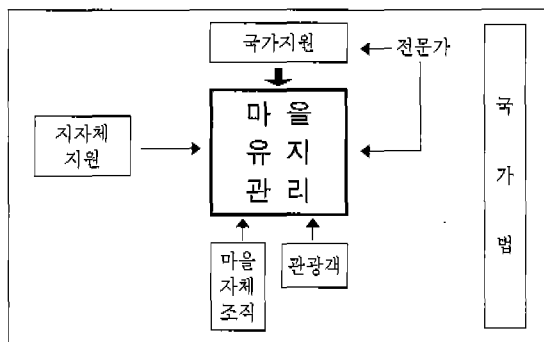 국가지원
전문가
마 을
유 지
관 리
지자체
지원
마을
자체
조직
관광객
국
가
법